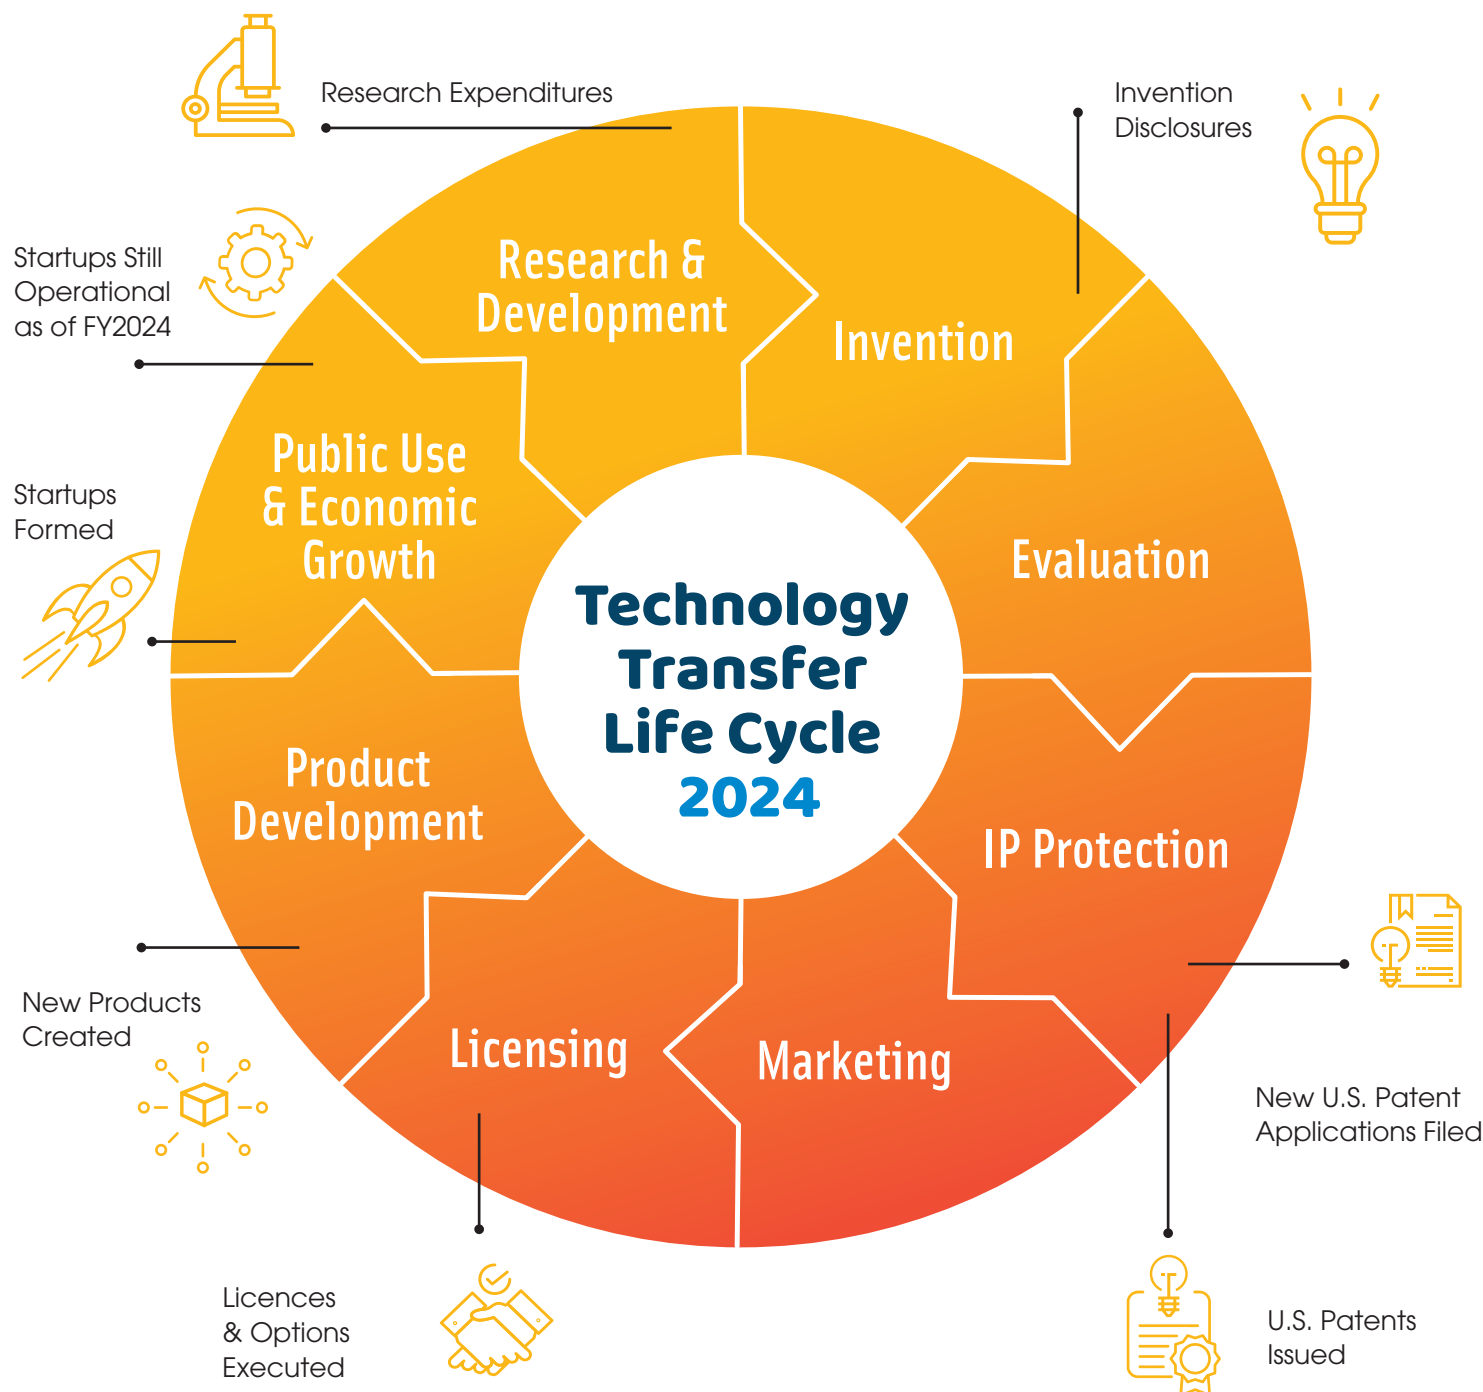 Research Expenditures
Invention
Disclosures
Startups Still
Operational
as of FY2024
Startups
Formed
Research &
Development
Invention
Public Use
& Economic
Growth
Evaluation
Technology
Transfer
Life Cycle
2024
Product
Development
IP Protection
Licensing
Marketing
New Products
Created
New U.S. Patent
Applications Filed
Licences
& Options
Executed
U.S. Patents
Issued